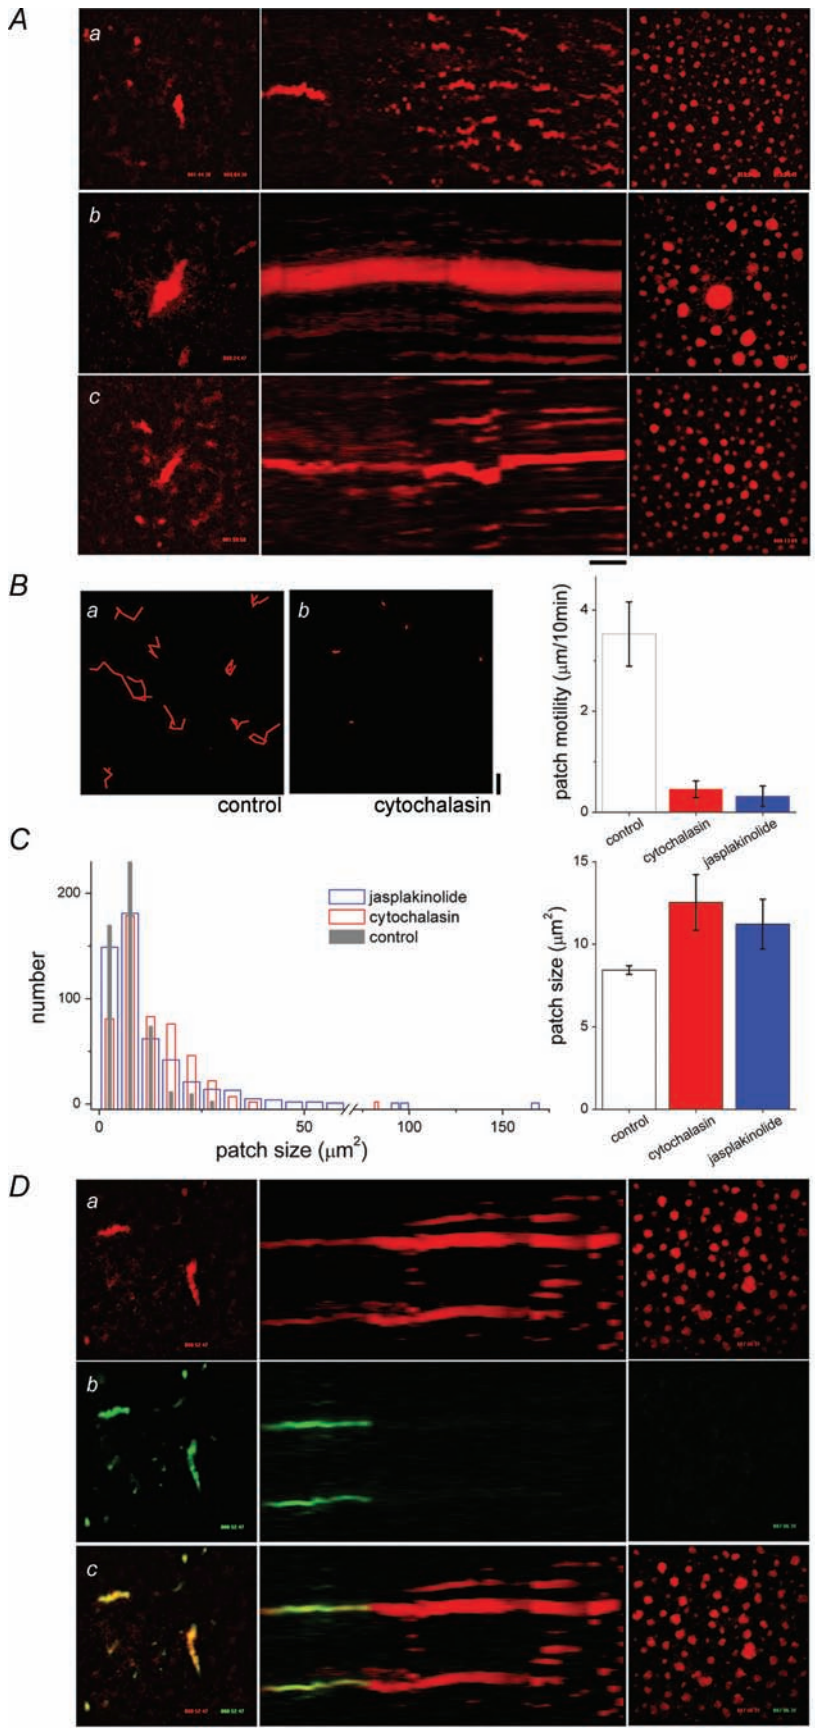 A
a
b
c
B
a
b
control
cytochalasin
patch motility (μm/10min)
4
2
0
control
cytochalasin
jasplakinolide
C
number
200
100
0
jasplakinolide
cytochalasin
control
0
50
100
150
patch size (μm²)
patch size (μm²)
15
10
5
0
control
cytochalasin
jasplakinolide
D
a
b
c